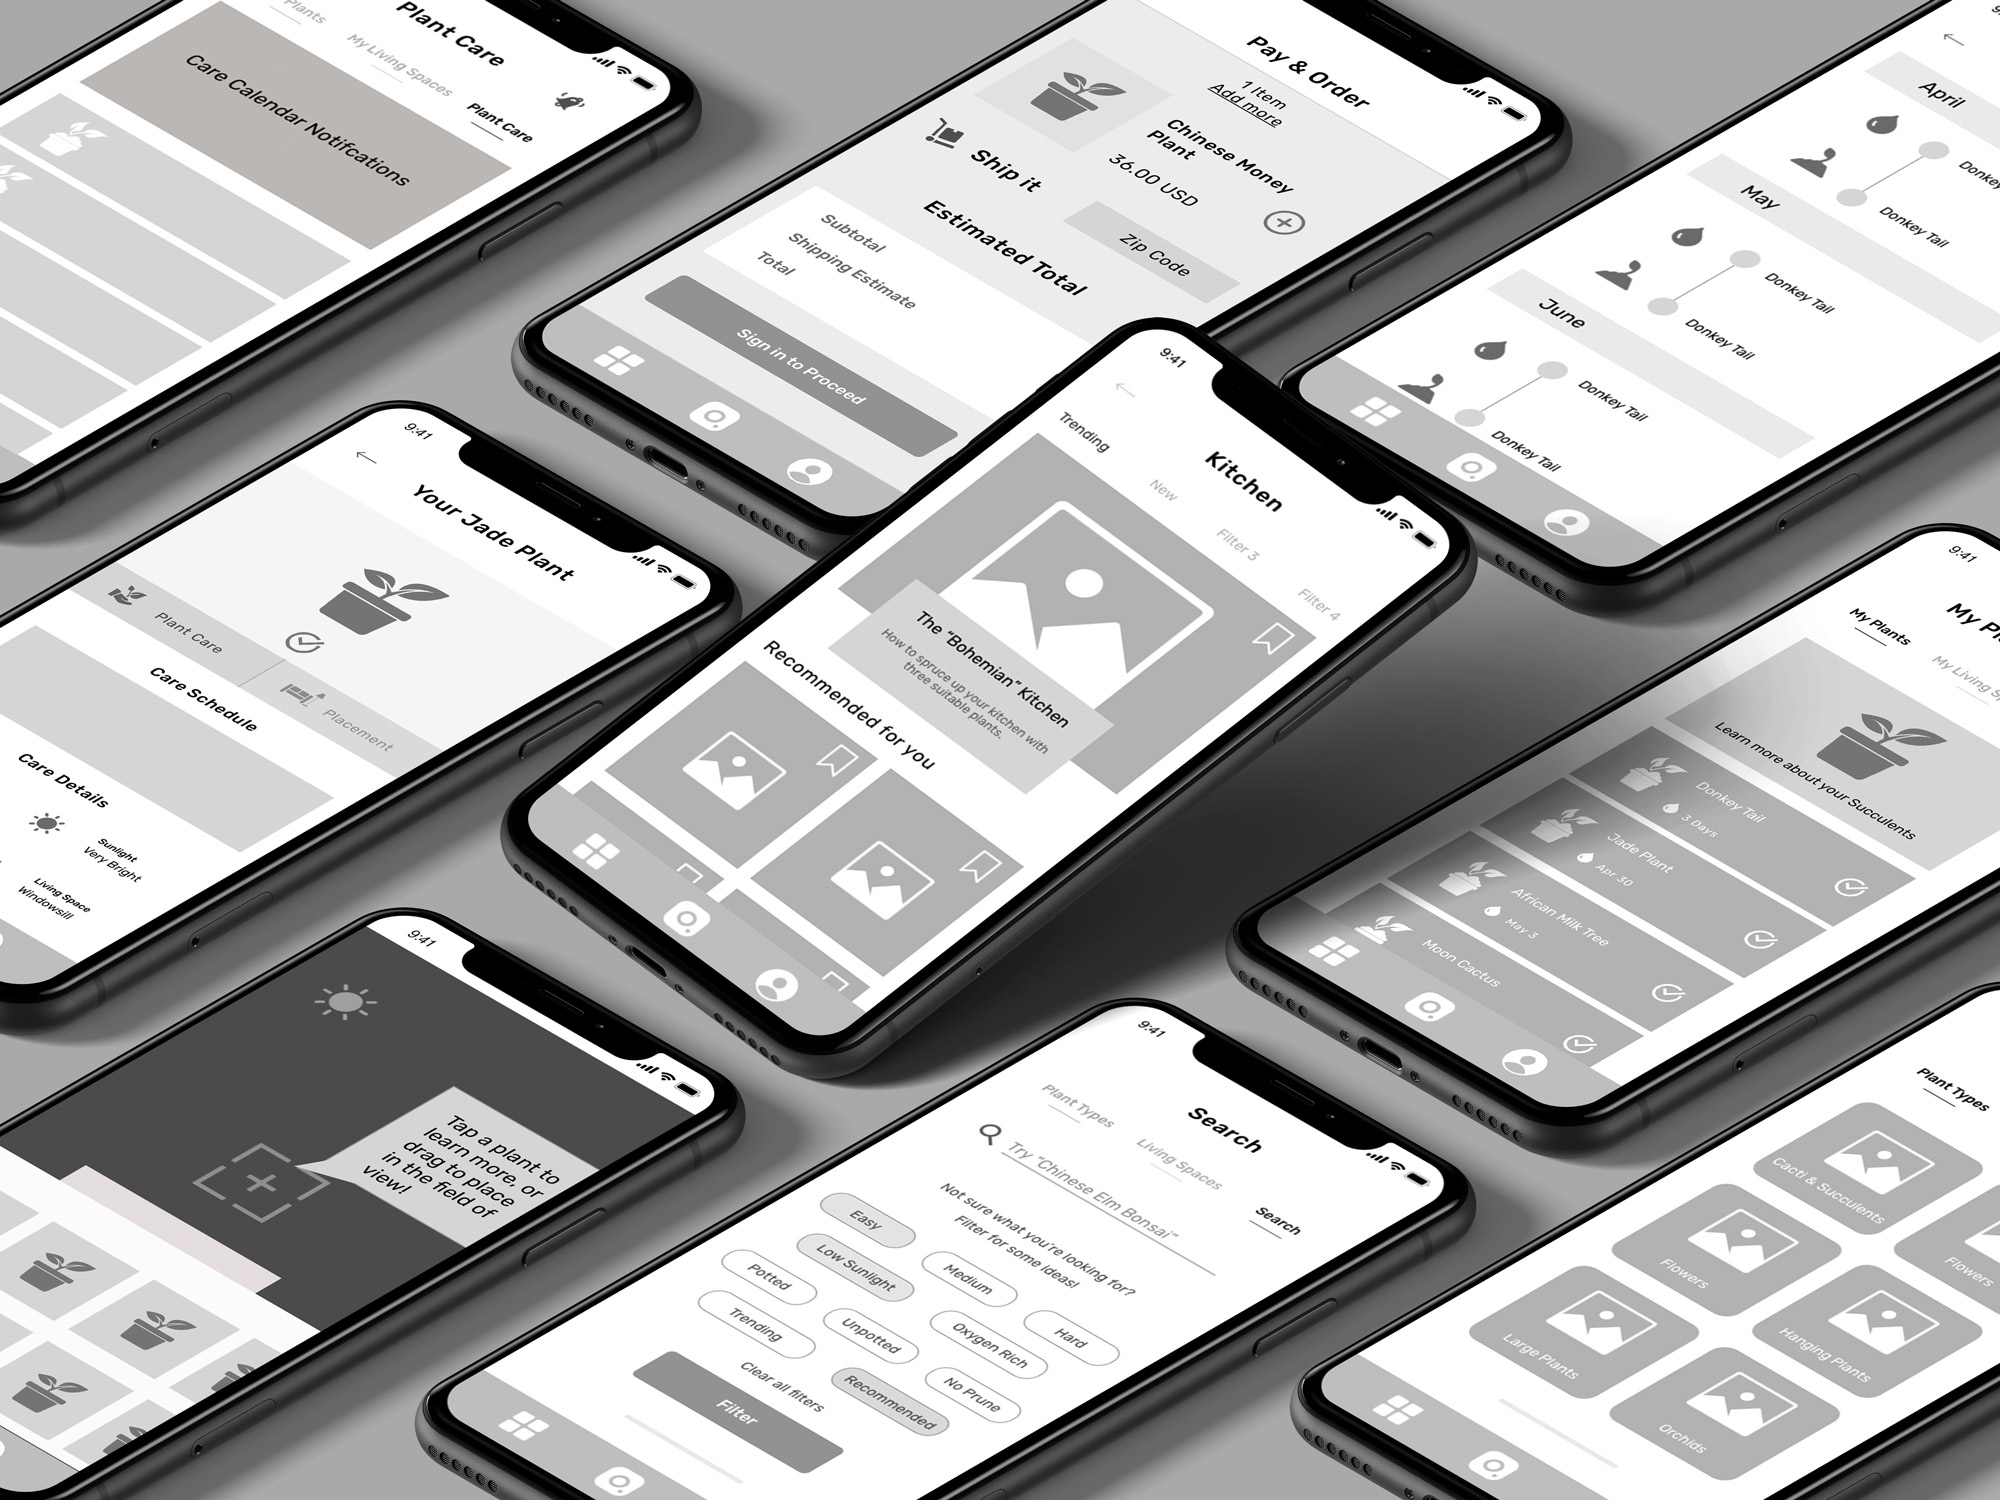 Plant Care
Plants
My Living Spaces
Plant Care
Care Calendar Notifcations
Pay & Order
1 Item
Add more
Chinese Money
Plant
36.00 USD
Ship it
Zip Code
Estimated Total
Subtotal
Shipping Estimate
Total
Sign in to Proceed
April
Donkey Tail
May
Donkey Tail
Donkey Tail
June
Donkey Tail
Donkey Tail
9:41
Your Jade Plant
Plant Care
Placement
Care Schedule
Care Details
Sunlight
Very Bright
Living Space
Windowsill
9:41
Kitchen
Trending
New
Filter 3
Filter 4
The "Bohemian" Kitchen
How to spruce up your kitchen with
three suitable plants.
Recommended for you
9:41
My Plants
My Living
Learn more about your Succulents
Donkey Tail
3 Days
Jade Plant
Apr 30
African Milk Tree
May 3
Moon Cactus
9:41
Tap a plant to
learn more, or
drag to place
in the field of
view!
9:41
Search
Plant Types
Living Spaces
Search
Try "Chinese Elm Bonsai"
Not sure what you're looking for?
Filter for some ideas!
Easy
Medium
Hard
Low Sunlight
Oxygen Rich
Potted
Unpotted
No Prune
Trending
Recommended
Clear all filters
Filter
Plant Types
Cacti & Succulents
Flowers
Flowers
Hanging Plants
Large Plants
Orchids